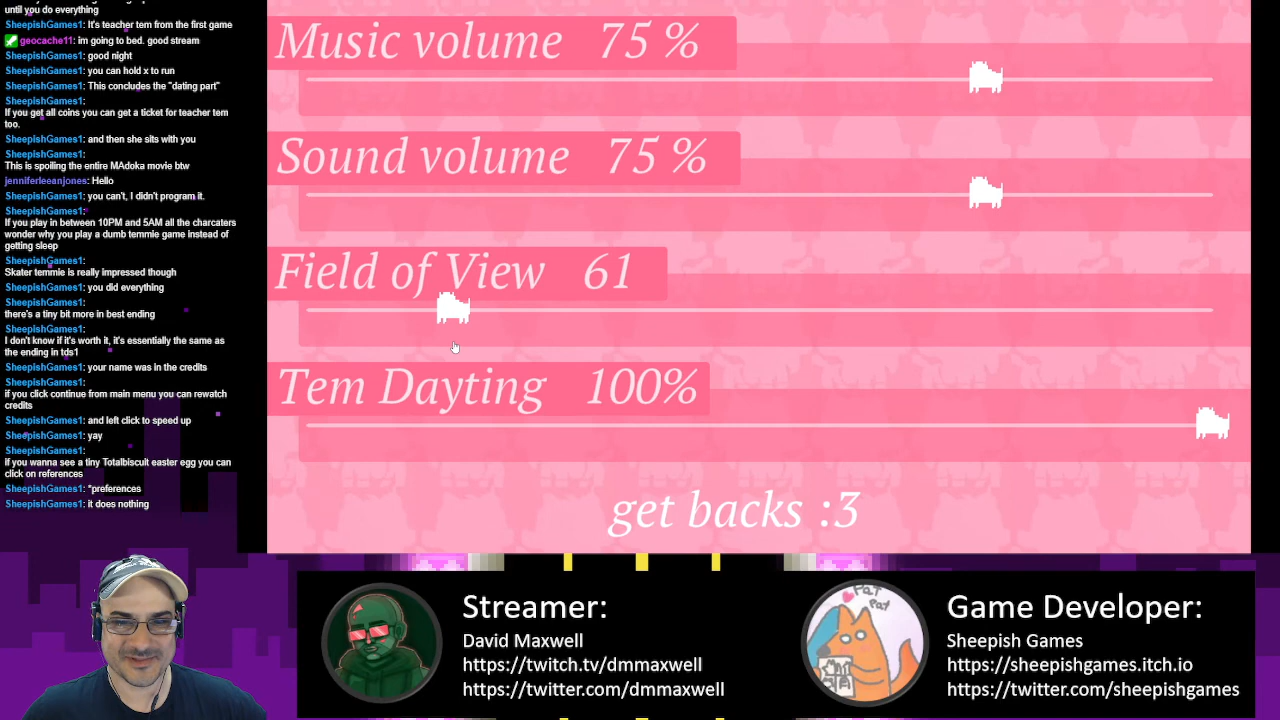 until you do everything
SheepishGames1: It's teacher tem from the first game
geocache11: im going to bed. good stream
SheepishGames1: good night
SheepishGames1: you can hold x to run
SheepishGames1: This concludes the "dating part"
SheepishGames1:
If you get all coins you can get a ticket for teacher tem
too.
SheepishGames1: and then she sits with you
SheepishGames1:
This is spoiling the entire MAdoka movie btw
jenniferleeanjones: Hello
SheepishGames1: you can't, I didn't program it.
SheepishGames1:
If you play in between 10PM and 5AM all the charcaters
wonder why you play a dumb temmie game instead of
getting sleep
SheepishGames1:
Skater temmie is really impressed though
SheepishGames1: you did everything
SheepishGames1:
there's a tiny bit more in best ending
SheepishGames1:
I don't know if it's worth it, it's essentially the same as
the ending in tds1
SheepishGames1: your name was in the credits
SheepishGames1:
if you click continue from main menu you can rewatch
credits
SheepishGames1: and left click to speed up
SheepishGames1: yay
SheepishGames1:
If you wanna see a tiny Totalbiscuit easter egg you can
click on references
SheepishGames1: *preferences
SheepishGames1: it does nothing
Music volume 75 %
Sound volume 75 %
Field of View 61
Tem Dayting 100%
get backs :3
Streamer:
David Maxwell
https://twitch.tv/dmmaxwell
https://twitter.com/dmmaxwell
Game Developer:
Sheepish Games
https://sheepishgames.itch.io
https://twitter.com/sheepishgames